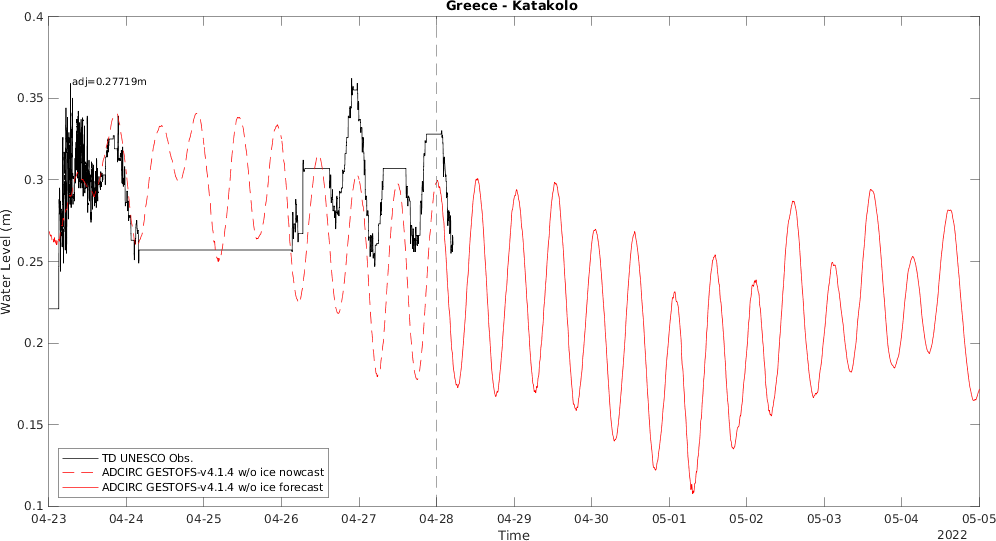 Greece - Katakolo
0.4
0.35
0.3
0.25
0.2
0.15
0.1
Water Level (m)
adj=0.27719m
TD UNESCO Obs.
ADCIRC GESTOFS-v4.1.4 w/o ice nowcast
ADCIRC GESTOFS-v4.1.4 w/o ice forecast
04-23 04-24 04-25 04-26 04-27 04-28 04-29 04-30 05-01 05-02 05-03 05-04 05-05
Time
2022